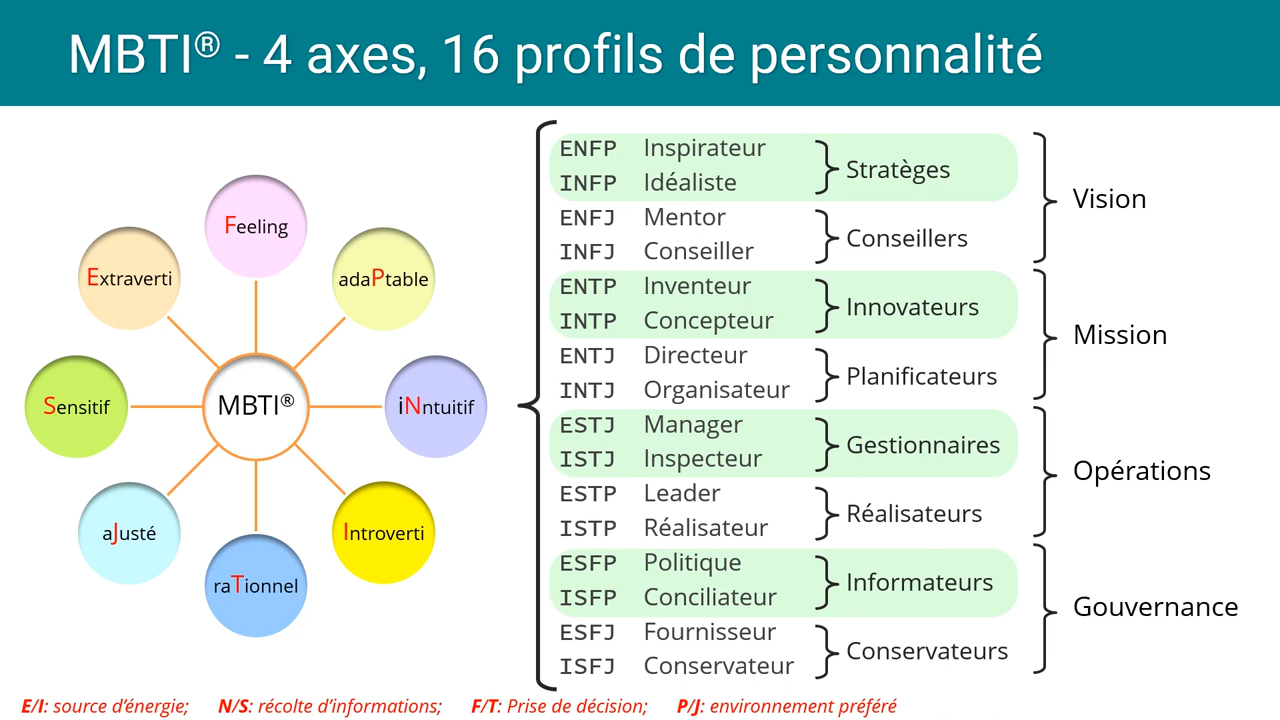 MBTI® - 4 axes, 16 profils de personnalité
Feeling
Extraverti
adaPtable
Sensitif
MBTI®
iNntuitif
aJusté
Introverti
raTionnel
ENFP Inspirateur
INFP Idéaliste
Stratèges
ENFJ Mentor
INFJ Conseiller
Conseillers
Vision
ENTP Inventeur
INTP Concepteur
Innovateurs
ENTJ Directeur
INTJ Organisateur
Planificateurs
Mission
ESTJ Manager
ISTJ Inspecteur
Gestionnaires
ESTP Leader
ISTP Réalisateur
Réalisateurs
Opérations
ESFP Politique
ISFP Conciliateur
Informateurs
ESFJ Fournisseur
ISFJ Conservateur
Conservateurs
Gouvernance
E/I: source d’énergie; N/S: récolte d’informations; F/T: Prise de décision; P/J: environnement préféré